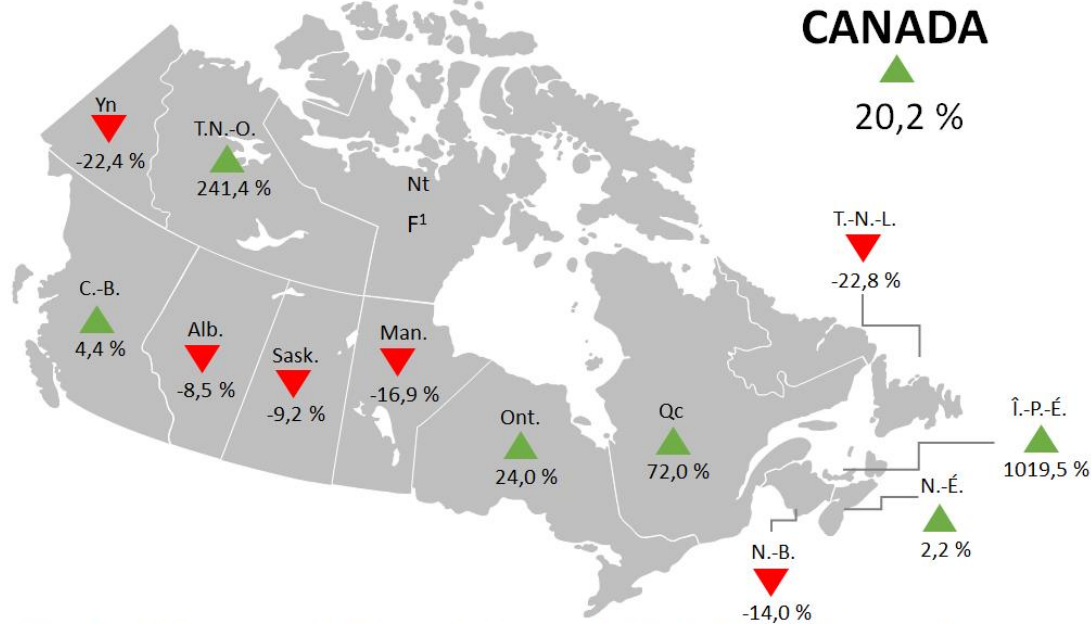 CANADA
20,2 %
Yn
-22,4 %
T.N.-O.
241,4 %
Nt
F¹
T.-N.-L.
-22,8 %
C.-B.
4,4 %
Alb.
-8,5 %
Sask.
-9,2 %
Man.
-16,9 %
Ont.
24,0 %
Qc
72,0 %
Î.-P.-É.
1019,5 %
N.-É.
2,2 %
N.-B.
-14,0 %